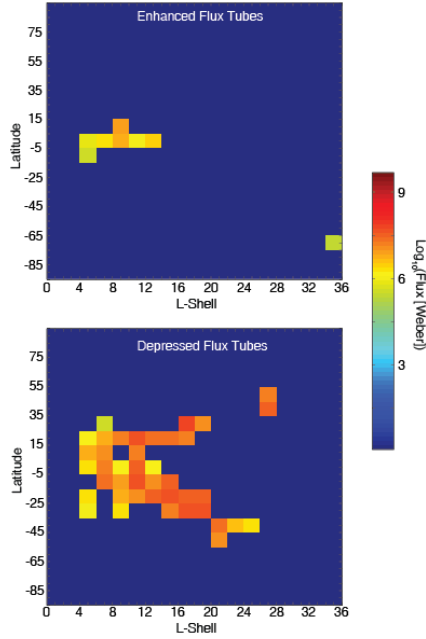 Enhanced Flux Tubes
75
55
35
15
-5
-25
-45
-65
-85
Latitude
0 4 8 12 16 20 24 28 32 36
L-Shell
9
6
3
Log₁₀(Flux [Weber])
Depressed Flux Tubes
75
55
35
15
-5
-25
-45
-65
-85
Latitude
0 4 8 12 16 20 24 28 32 36
L-Shell